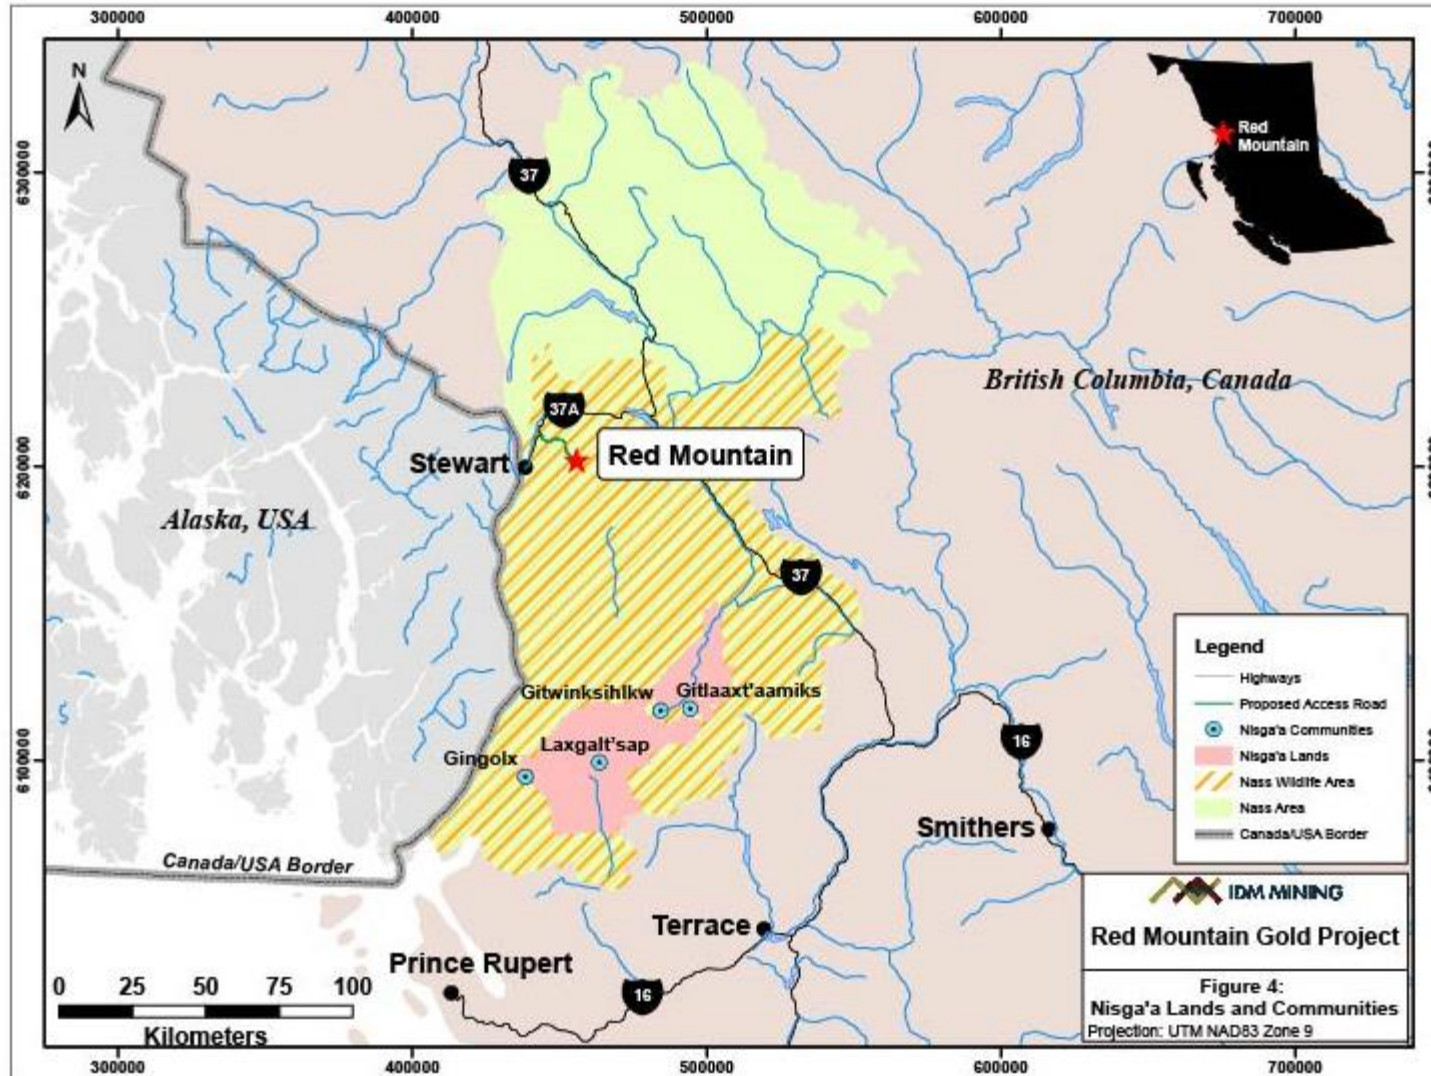 300000
400000
500000
600000
700000
N
6300000
6200000
6100000
37
37A
37
16
16
Red
Mountain
British Columbia, Canada
Alaska, USA
Stewart
Red Mountain
Gitwinksihlkw
Gitlaaxt'aamiks
Laxgalt'sap
Gingolx
Canada/USA Border
Smithers
Terrace
Prince Rupert
0
25
50
75
100
Kilometers
Legend
Highways
Proposed Access Road
Nisga'a Communities
Nisga'a Lands
Nass Wildlife Area
Nass Area
Canada/USA Border
IDM MINING
Red Mountain Gold Project
Figure 4:
Nisga'a Lands and Communities
Projection: UTM NAD83 Zone 9
300000
400000
500000
600000
700000